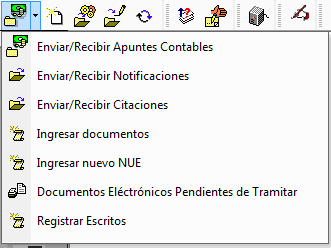 Enviar/Recibir Apuntes Contables
Enviar/Recibir Notificaciones
Enviar/Recibir Citaciones
Ingresar documentos
Ingresar nuevo NUE
Documentos Eléctrónicos Pendientes de Tramitar
Registrar Escritos